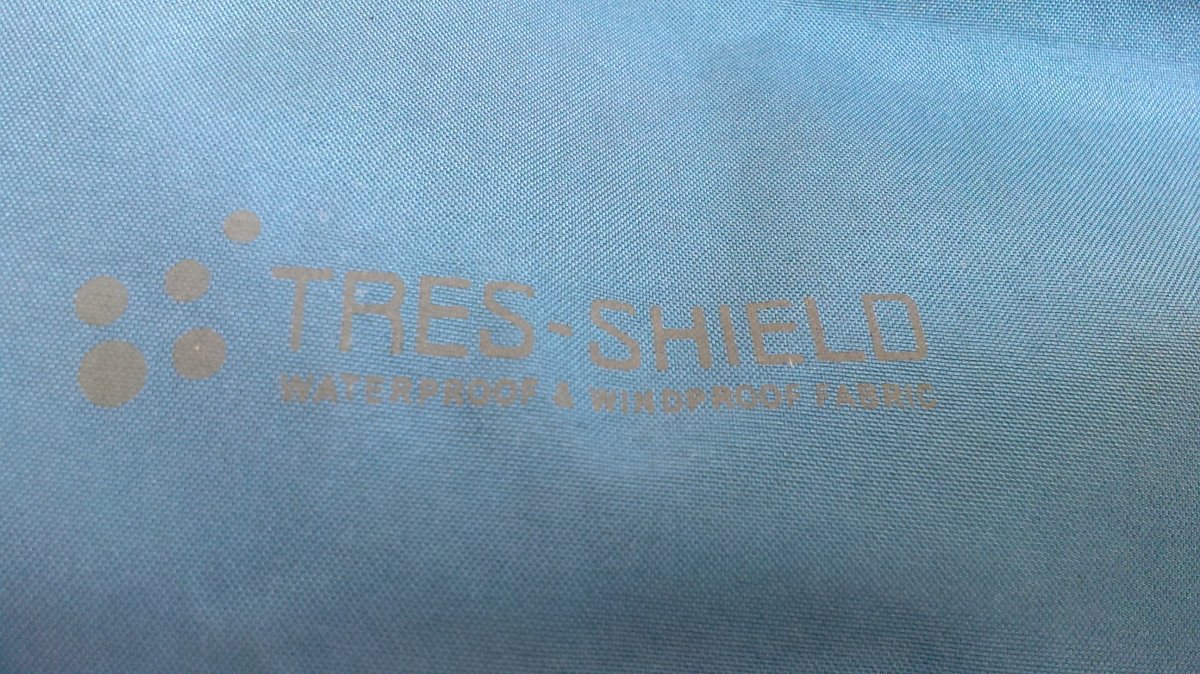 TRES-SHIELD
WATERPROOF & WINDPROOF FABRIC